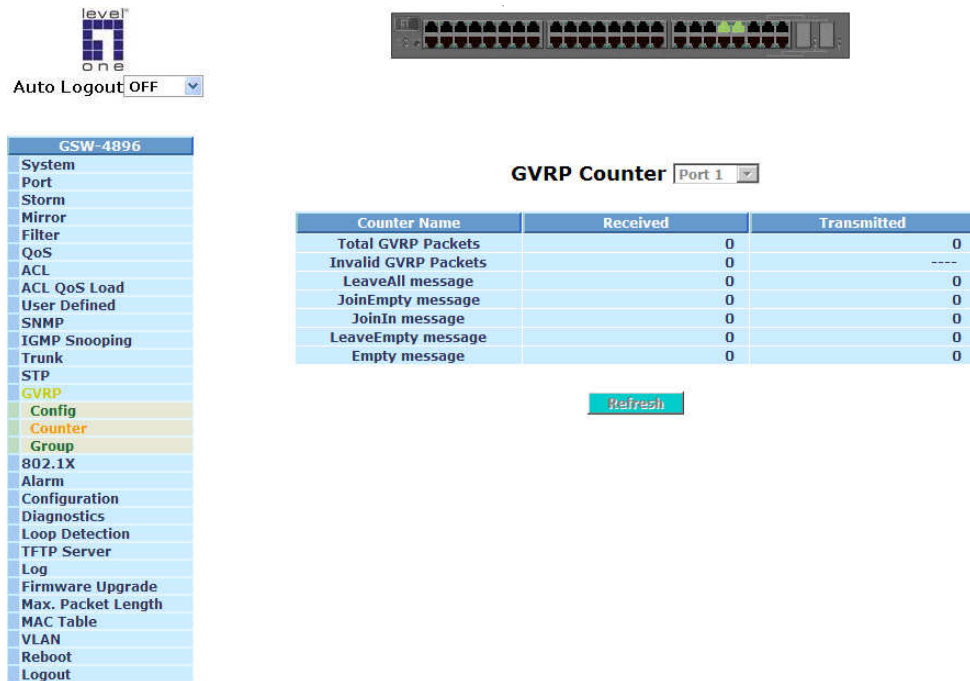 level
one
Auto Logout OFF
GSW-4896
System
Port
Storm
Mirror
Filter
QoS
ACL
ACL QoS Load
User Defined
SNMP
IGMP Snooping
Trunk
STP
GVRP
Config
Counter
Group
802.1X
Alarm
Configuration
Diagnostics
Loop Detection
TFTP Server
Log
Firmware Upgrade
Max. Packet Length
MAC Table
VLAN
Reboot
Logout
GVRP Counter Port 1
Counter Name Received Transmitted
Total GVRP Packets 0 0
Invalid GVRP Packets 0 ----
LeaveAll message 0 0
JoinEmpty message 0 0
JoinIn message 0 0
LeaveEmpty message 0 0
Empty message 0 0
Refresh